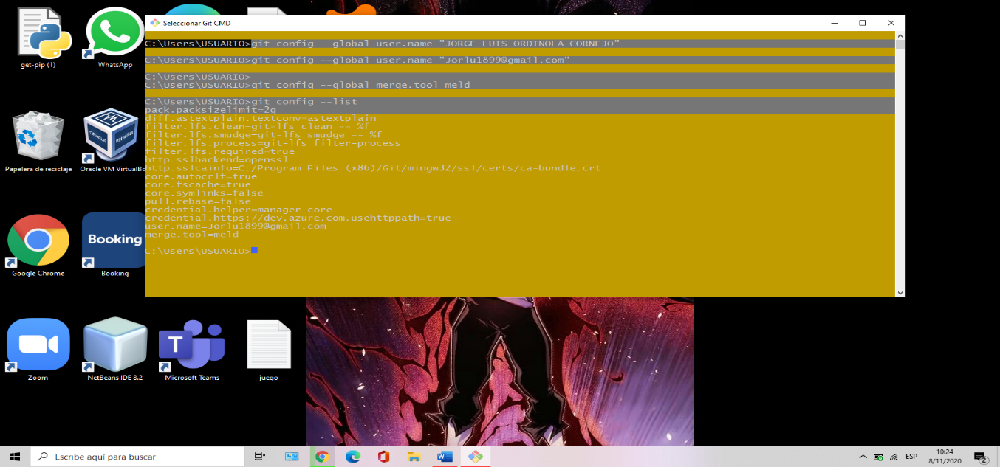 Seleccionar Git CMD
C:\Users\USUARIO>git config --global user.name "JORGE LUIS ORDINOLA CORNEJO"
C:\Users\USUARIO>git config --global user.name "Jorlu1899@gmail.com"
C:\Users\USUARIO>
C:\Users\USUARIO>git config --global merge.tool meld
C:\Users\USUARIO>git config --list
pack.packsizelimit=2g
diff.astextplain.textconv=astextplain
filter.lfs.clean=git-lfs clean -- %f
filter.lfs.smudge=git-lfs smudge -- %f
filter.lfs.process=git-lfs filter-process
filter.lfs.required=true
http.sslbackend=openssl
http.sslcainfo=C:/Program Files (x86)/Git/mingw32/ssl/certs/ca-bundle.crt
core.autocrlf=true
core.fscache=true
core.symlinks=false
pull.rebase=false
credential.helper=manager-core
credential.https://dev.azure.com.usehttppath=true
user.name=Jorlu1899@gmail.com
merge.tool=meld
C:\Users\USUARIO>
get-pip (1)
WhatsApp
Papelera de reciclaje
Oracle VM VirtualBo
ORACLE
VirtualBox
Google Chrome
Booking
Booking
Zoom
NetBeans IDE 8.2
T
Microsoft Teams
juego
Escribe aquí para buscar
W
ESP
10:24
8/11/2020
2